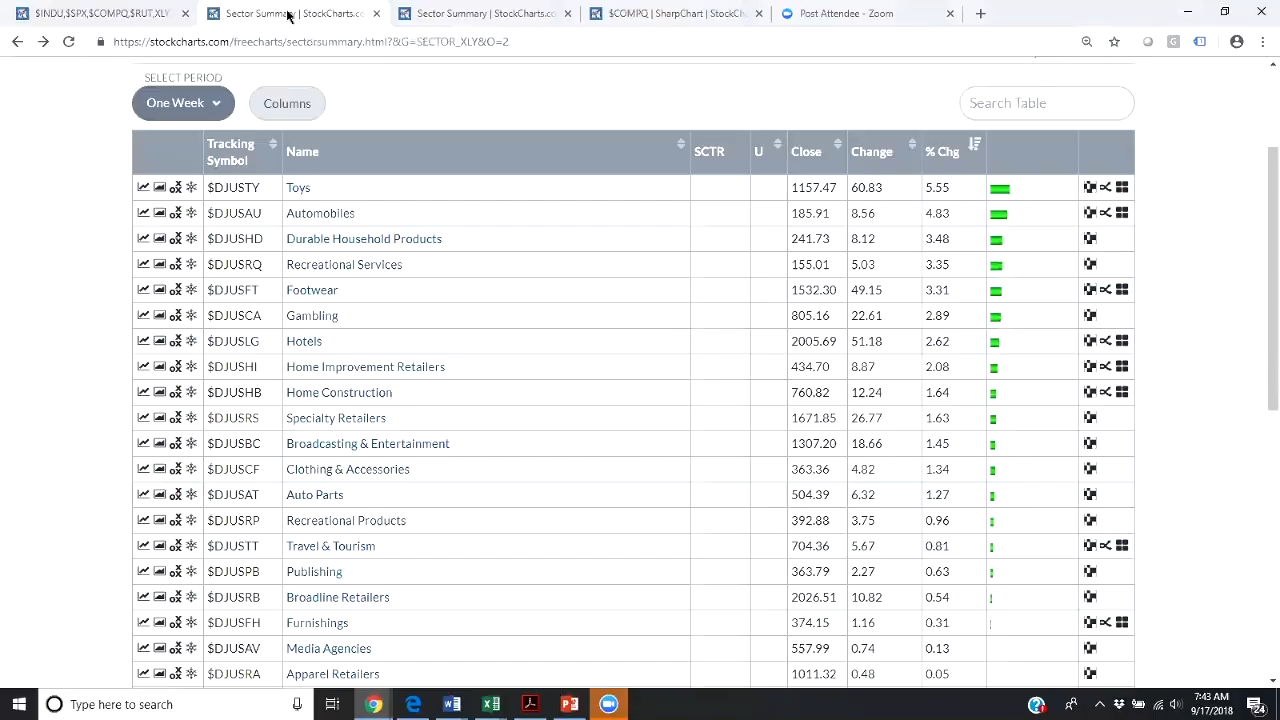 $INDU,$SPX,$COMPQ,$RUT,XLY
Sector Summary | StockCharts.co
Sector Summary | StockCharts.co
$COMPQ | SharpChart | StockCh
Post Attendee - Zoom
https://stockcharts.com/freecharts/sectorsummary.html?&G=SECTOR_XLY&O=2
SELECT PERIOD
One Week
Columns
Search Table
Tracking Symbol Name SCTR U Close Change % Chg
$DJUSTY Toys 1157.47 60.83 5.55
$DJUSAU Automobiles 185.91 8.56 4.83
$DJUSHD Durable Household Products 241.73 8.12 3.48
$DJUSRQ Recreational Services 155.01 5.03 3.35
$DJUSFT Footwear 1532.30 49.15 3.31
$DJUSCA Gambling 805.16 22.61 2.89
$DJUSLG Hotels 2005.69 51.18 2.62
$DJUSHI Home Improvement Retailers 434.70 8.87 2.08
$DJUSHB Home Construction 760.82 12.24 1.64
$DJUSRS Specialty Retailers 1671.85 26.77 1.63
$DJUSBC Broadcasting & Entertainment 1307.20 18.66 1.45
$DJUSCF Clothing & Accessories 363.36 4.82 1.34
$DJUSAT Auto Parts 504.39 6.32 1.27
$DJUSRP Recreational Products 392.88 3.75 0.96
$DJUSTT Travel & Tourism 704.36 5.67 0.81
$DJUSPB Publishing 363.79 2.27 0.63
$DJUSRB Broadline Retailers 2026.51 10.82 0.54
$DJUSFH Furnishings 374.15 1.16 0.31
$DJUSAV Media Agencies 557.99 0.74 0.13
$DJUSRA Apparel Retailers 1011.32 0.48 0.05
Type here to search
7:43 AM
9/17/2018